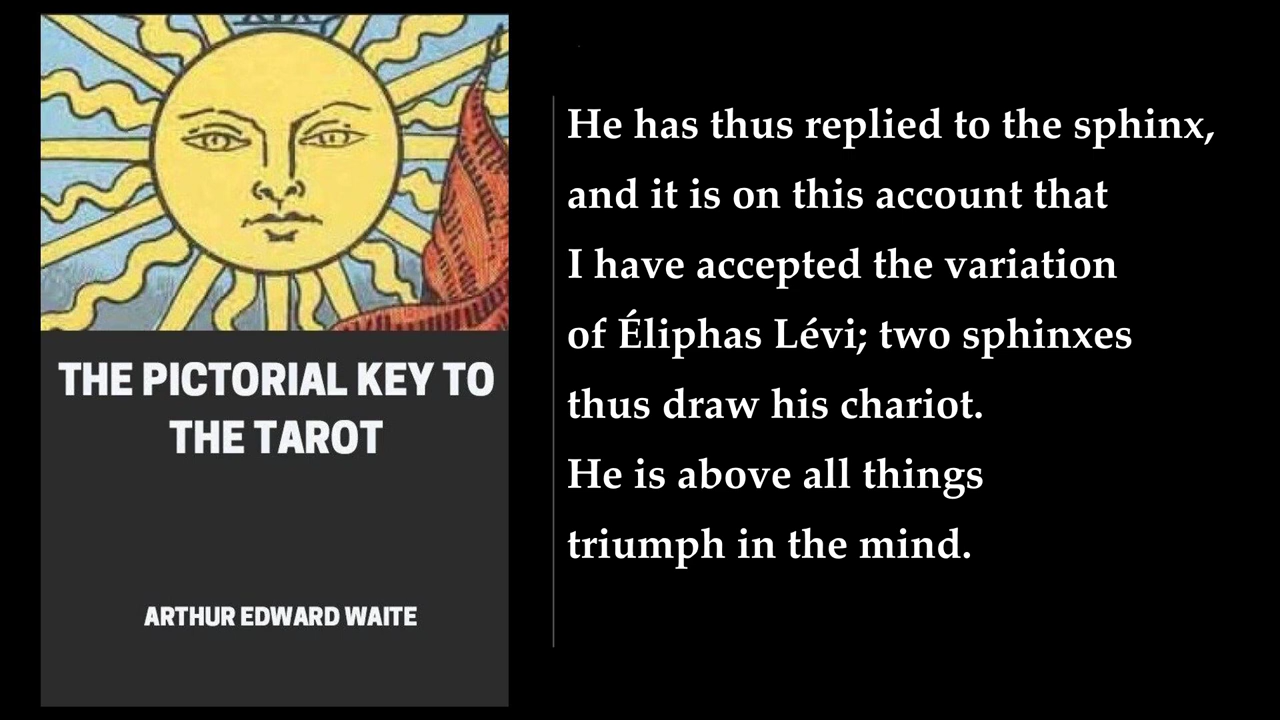 THE PICTORIAL KEY TO
THE TAROT
ARTHUR EDWARD WAITE
He has thus replied to the sphinx,
and it is on this account that
I have accepted the variation
of Éliphas Lévi; two sphinxes
thus draw his chariot.
He is above all things
triumph in the mind.